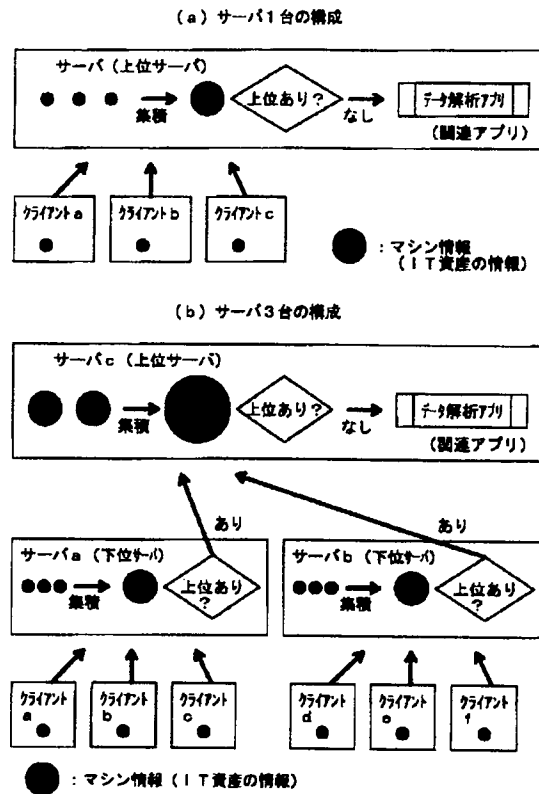 (a) サーバ1台の構成
サーバ(上位サーバ)
集積
上位あり?
なし
データ解析アプリ
(関連アプリ)
クライアントa
クライアントb
クライアントc
:マシン情報
(IT資産の情報)
(b) サーバ3台の構成
サーバc(上位サーバ)
集積
上位あり?
なし
データ解析アプリ
(関連アプリ)
あり
あり
サーバa(下位サーバ)
集積
上位あり
?
サーバb(下位サーバ)
集積
上位あり
?
クライアント
a
クライアント
b
クライアント
c
クライアント
d
クライアント
e
クライアント
f
:マシン情報(IT資産の情報)